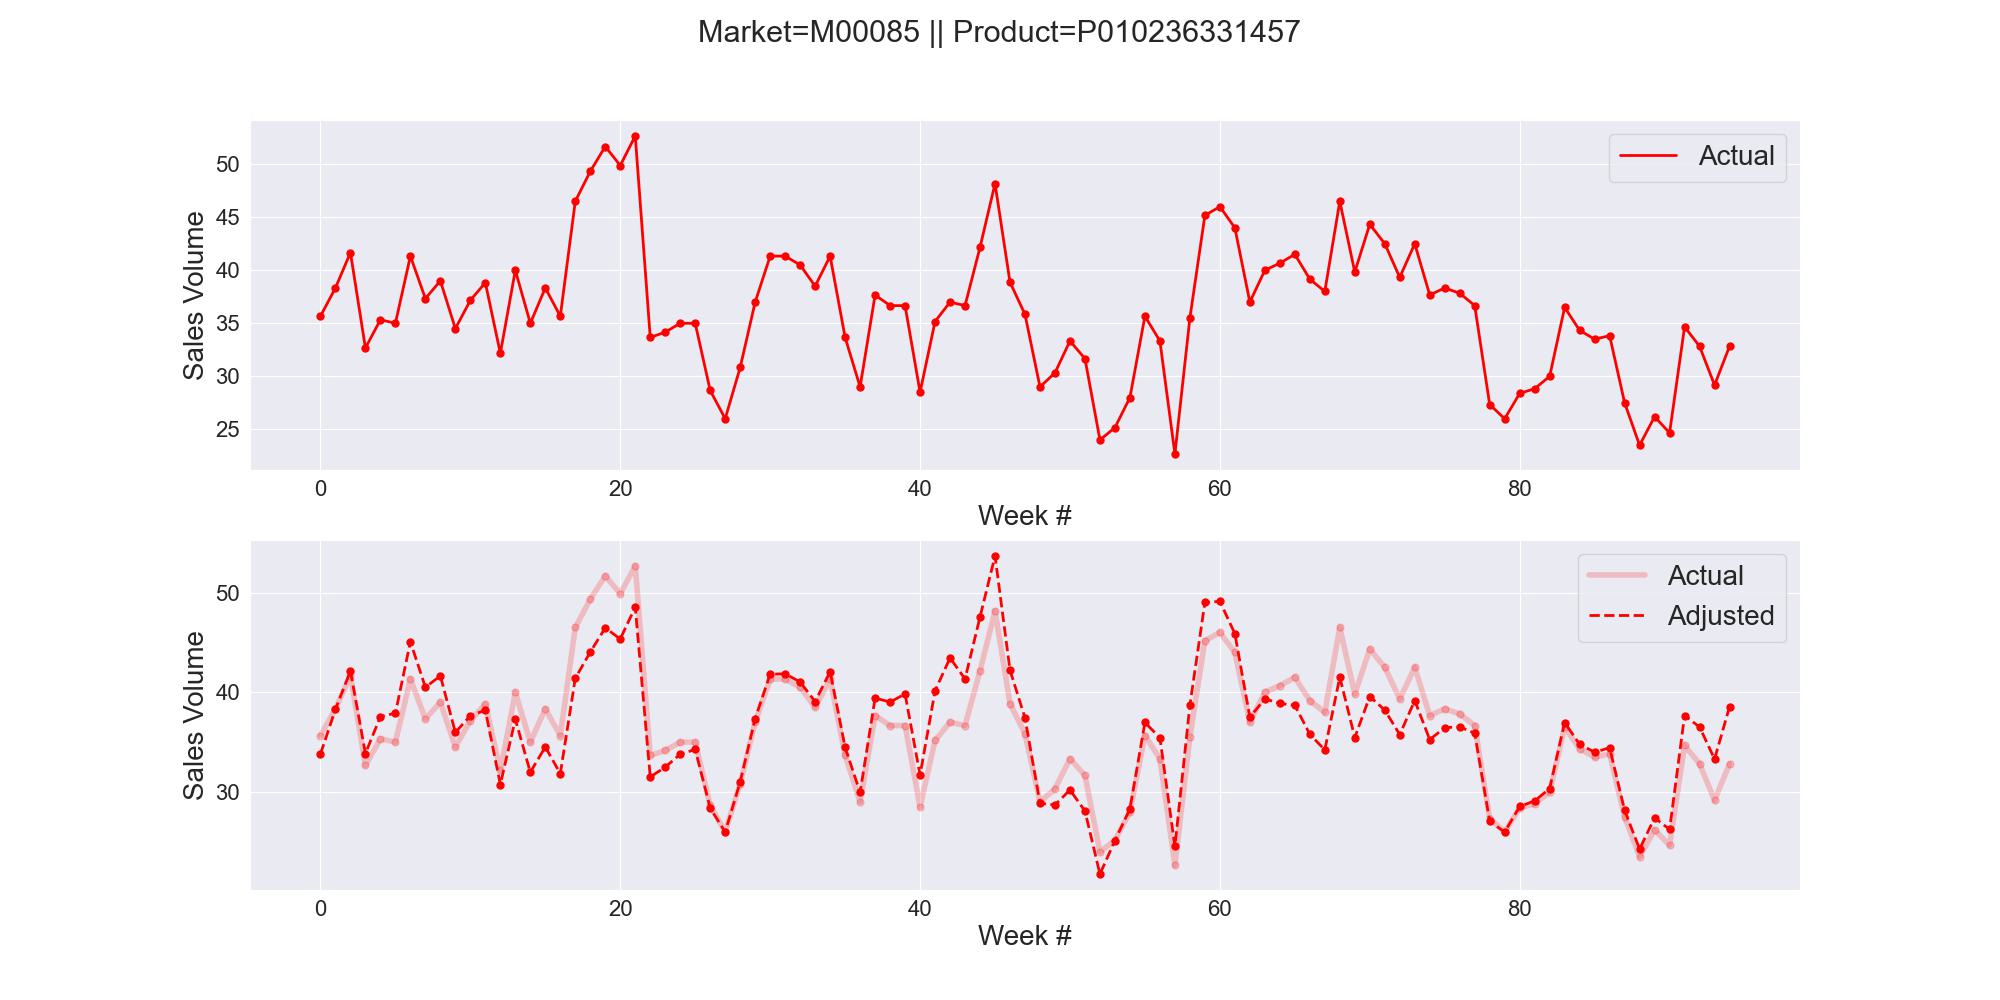 Market=M00085 || Product=P010236331457
50
45
40
35
30
25
Sales Volume
Actual
0 20 40 60 80
Week #
50
40
30
Sales Volume
Actual
Adjusted
0 20 40 60 80
Week #